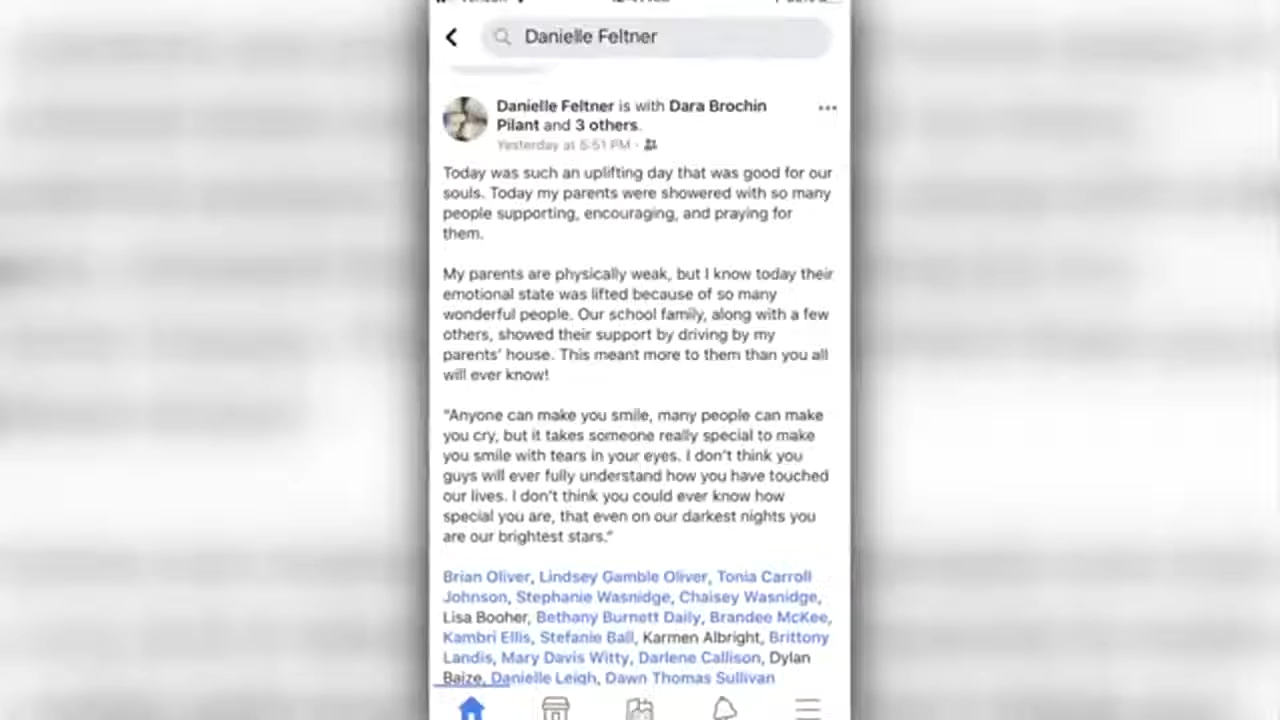 Danielle Feltner
Danielle Feltner is with Dara Brochin
Pilant and 3 others.
Yesterday at 5:51 PM ·
Today was such an uplifting day that was good for our
souls. Today my parents were showered with so many
people supporting, encouraging, and praying for
them.
My parents are physically weak, but I know today their
emotional state was lifted because of so many
wonderful people. Our school family, along with a few
others, showed their support by driving by my
parents' house. This meant more to them than you all
will ever know!
"Anyone can make you smile, many people can make
you cry, but it takes someone really special to make
you smile with tears in your eyes. I don't think you
guys will ever fully understand how you have touched
our lives. I don't think you could ever know how
special you are, that even on our darkest nights you
are our brightest stars."
Brian Oliver, Lindsey Gamble Oliver, Tonia Carroll
Johnson, Stephanie Wasnidge, Chaisey Wasnidge,
Lisa Booher, Bethany Burnett Daily, Brandee McKee,
Kambri Ellis, Stefanie Ball, Karmen Albright, Brittony
Landis, Mary Davis Witty, Darlene Callison, Dylan
Baize, Danielle Leigh, Dawn Thomas Sullivan